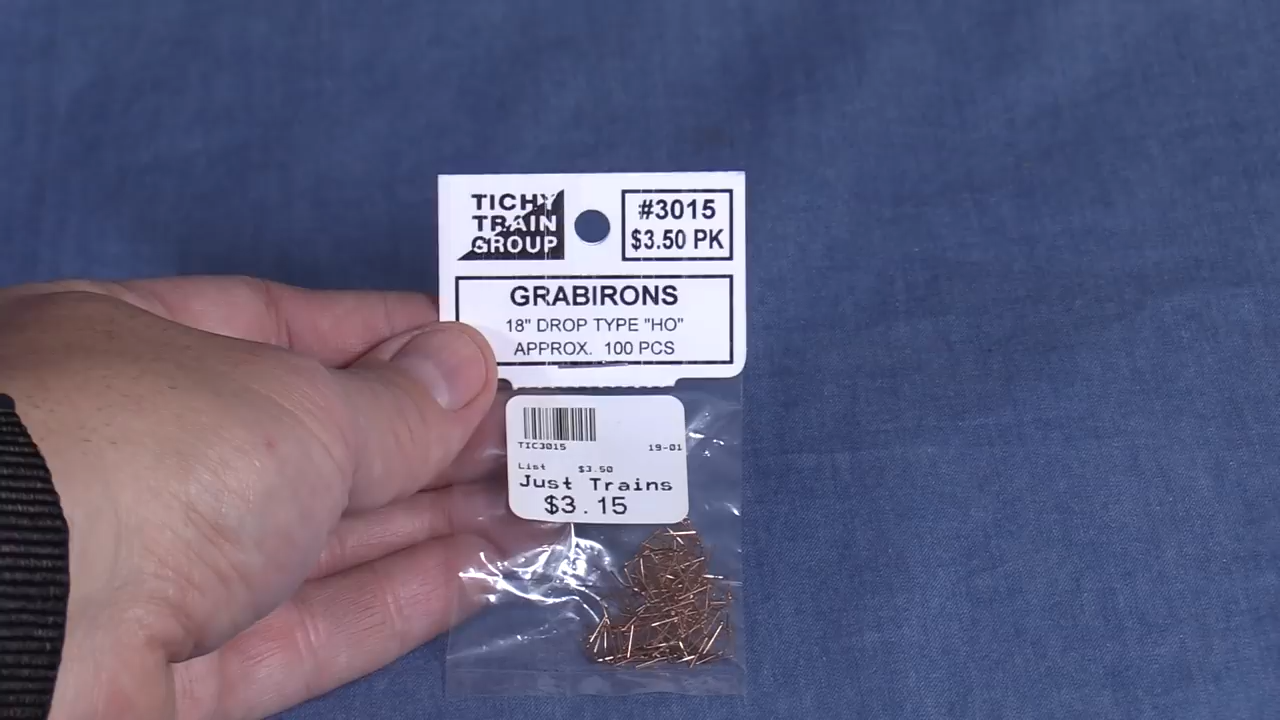 TICHY
TRAIN
GROUP
#3015
$3.50 PK
GRABIRONS
18" DROP TYPE "HO"
APPROX. 100 PCS
TIC3015 19-01
List $3.50
Just Trains
$3.15